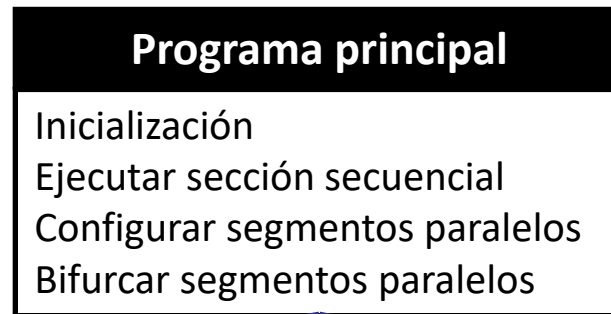 Programa principal
Inicialización
Ejecutar sección secuencial
Configurar segmentos paralelos
Bifurcar segmentos paralelos